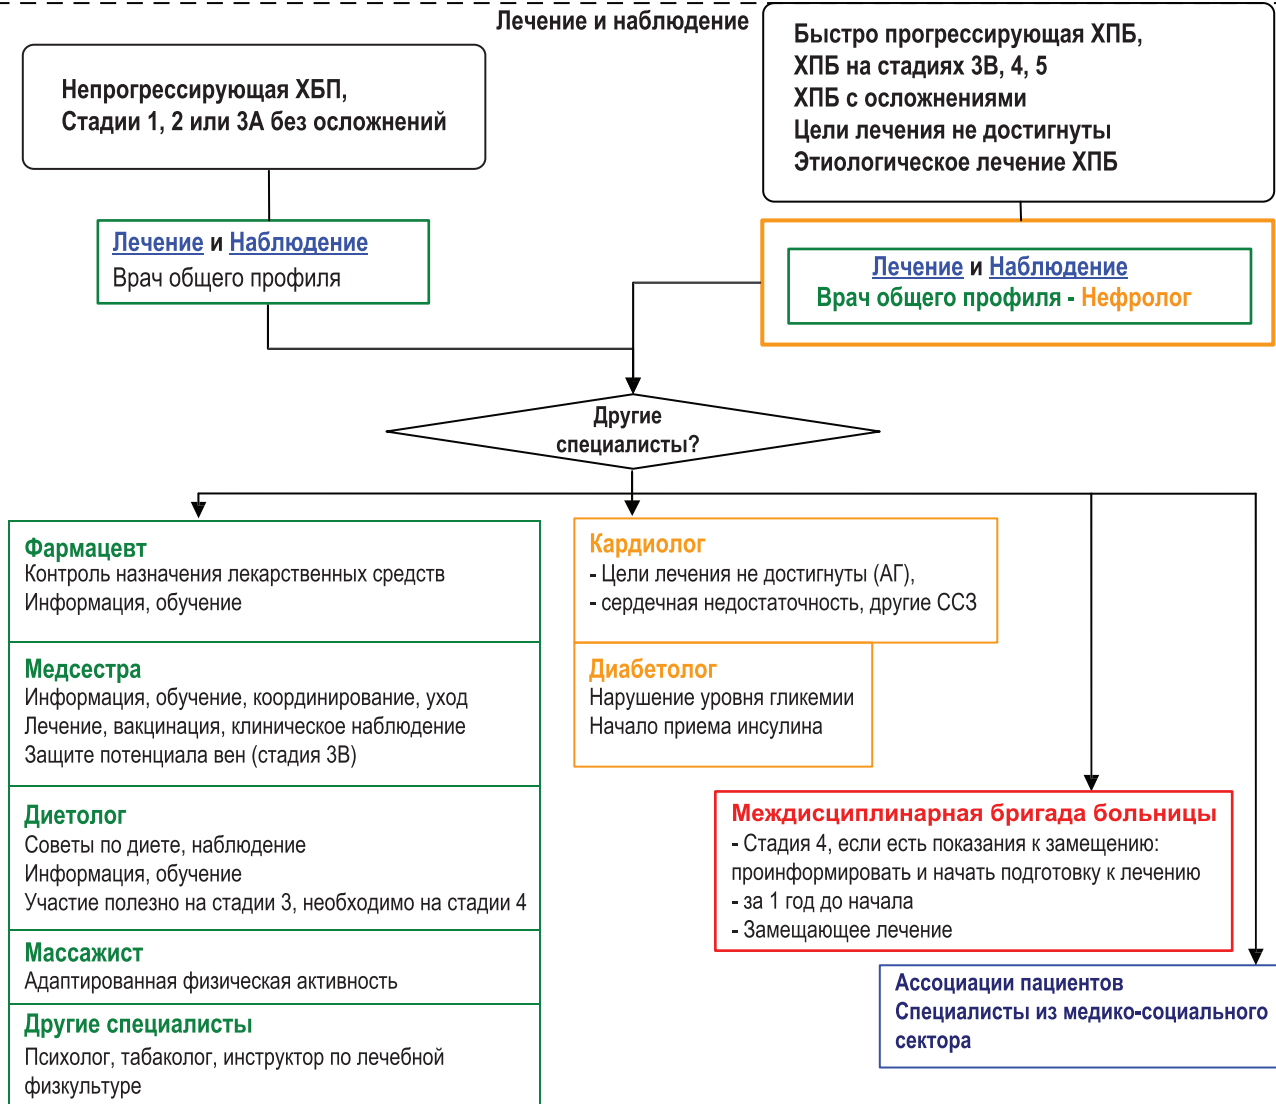 Лечение и наблюдение
Непрогрессирующая ХБП,
Стадии 1, 2 или 3А без осложнений
Быстро прогрессирующая ХПБ,
ХПБ на стадиях 3В, 4, 5
ХПБ с осложнениями
Цели лечения не достигнуты
Этиологическое лечение ХПБ
Лечение и Наблюдение
Врач общего профиля
Лечение и Наблюдение
Врач общего профиля - Нефролог
Другие
специалисты?
Фармацевт
Контроль назначения лекарственных средств
Информация, обучение
Медсестра
Информация, обучение, координирование, уход
Лечение, вакцинация, клиническое наблюдение
Защите потенциала вен (стадия 3В)
Диетолог
Советы по диете, наблюдение
Информация, обучение
Участие полезно на стадии 3, необходимо на стадии 4
Массажист
Адаптированная физическая активность
Другие специалисты
Психолог, табаколог, инструктор по лечебной
физкультуре
Кардиолог
- Цели лечения не достигнуты (АГ),
- сердечная недостаточность, другие ССЗ
Диабетолог
Нарушение уровня гликемии
Начало приема инсулина
Междисциплинарная бригада больницы
- Стадия 4, если есть показания к замещению:
проинформировать и начать подготовку к лечению
- за 1 год до начала
- Замещающее лечение
Ассоциации пациентов
Специалисты из медико-социального
сектора